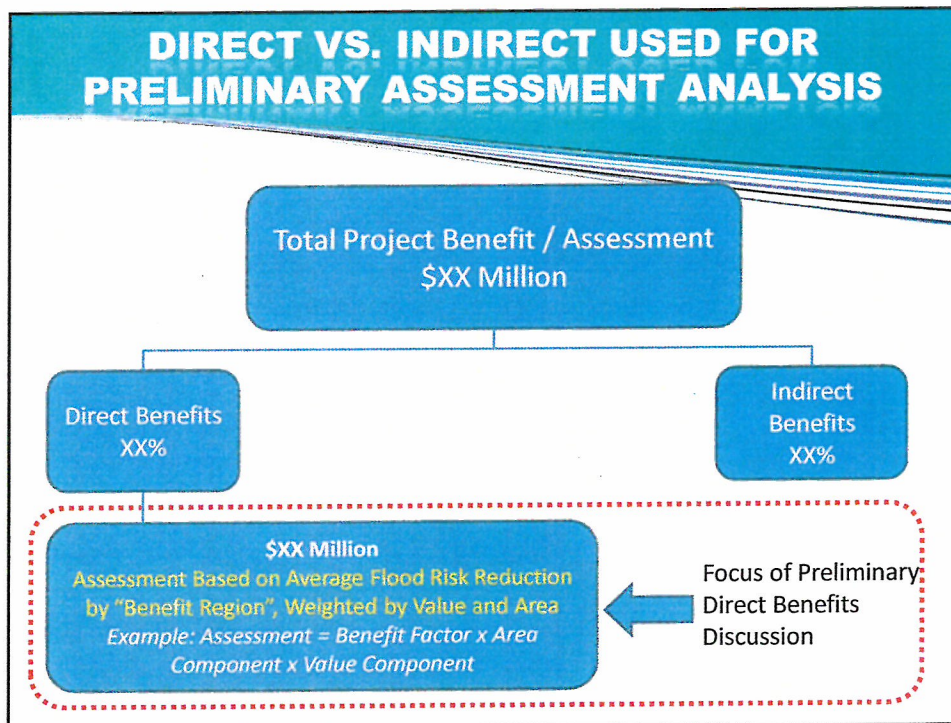 DIRECT VS. INDIRECT USED FOR
PRELIMINARY ASSESSMENT ANALYSIS
Total Project Benefit / Assessment
$XX Million
Direct Benefits
XX%
Indirect
Benefits
XX%
$XX Million
Assessment Based on Average Flood Risk Reduction
by “Benefit Region”, Weighted by Value and Area
Example: Assessment = Benefit Factor x Area
Component x Value Component
Focus of Preliminary
Direct Benefits
Discussion